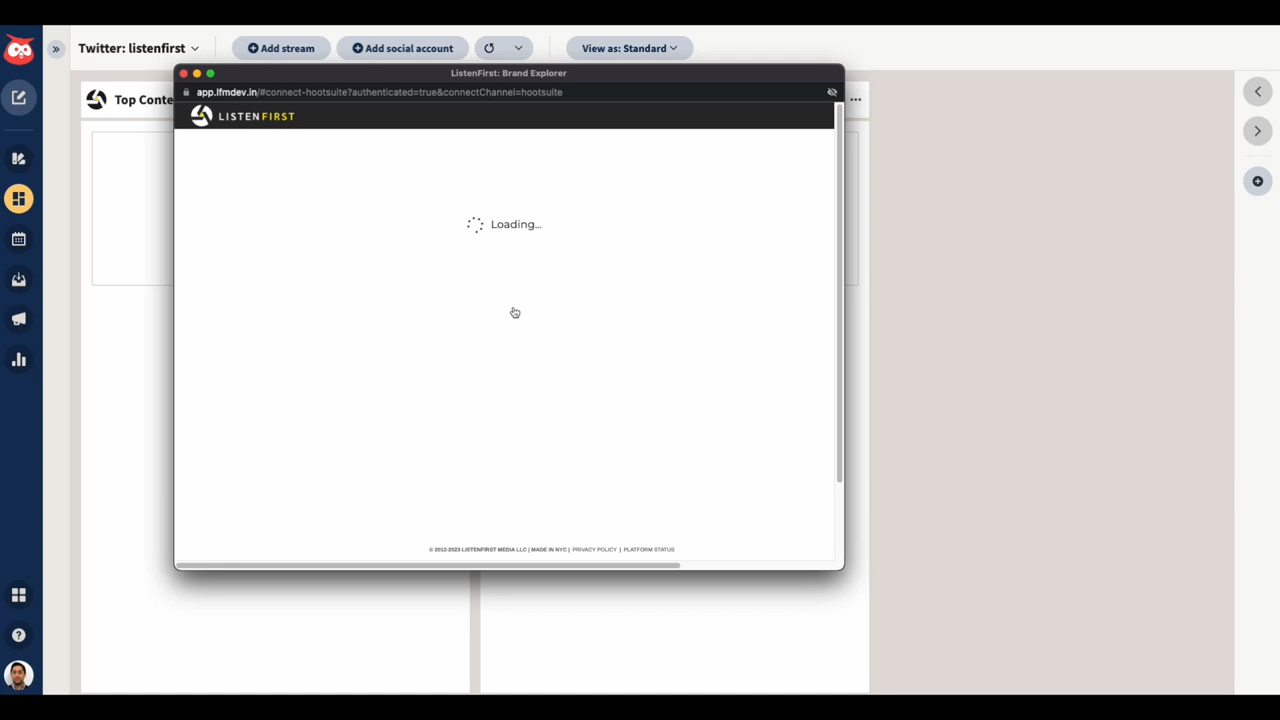 Twitter: listenfirst
Add stream
Add social account
View as: Standard
Top Conte
ListenFirst: Brand Explorer
app.lfmdev.in/#connect-hootsuite?authenticated=true&connectChannel=hootsuite
LISTENFIRST
Loading...
© 2012-2023 LISTENFIRST MEDIA LLC | MADE IN NYC | PRIVACY POLICY | PLATFORM STATUS